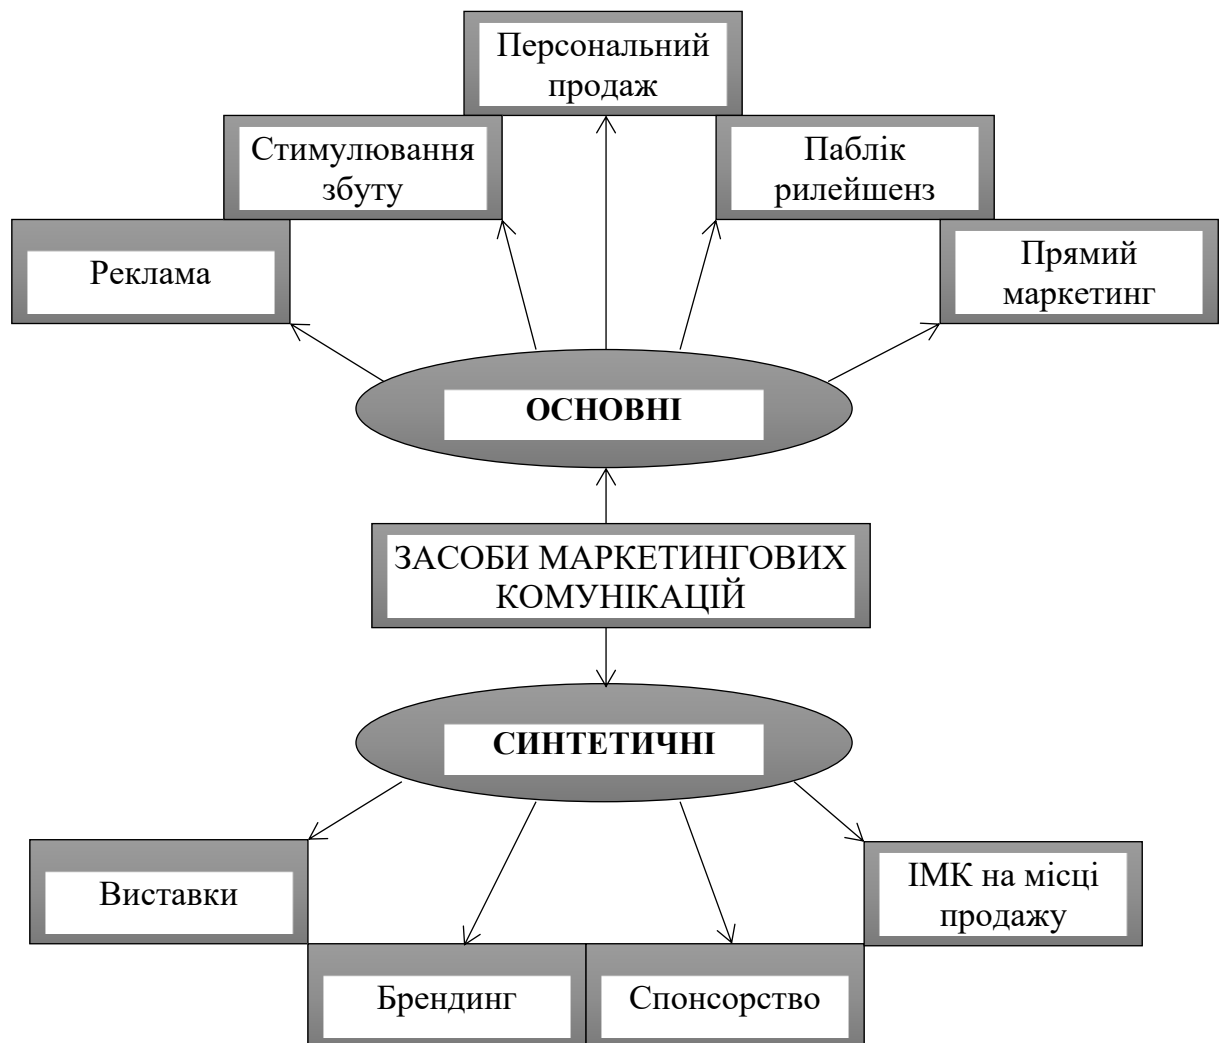 Персональний
продаж
Стимулювання
збуту
Паблік
рилейшенз
Реклама
Прямий
маркетинг
ОСНОВНІ
ЗАСОБИ МАРКЕТИНГОВИХ
КОМУНІКАЦІЙ
СИНТЕТИЧНІ
Виставки
ІМК на місці
продажу
Брендинг
Спонсорство